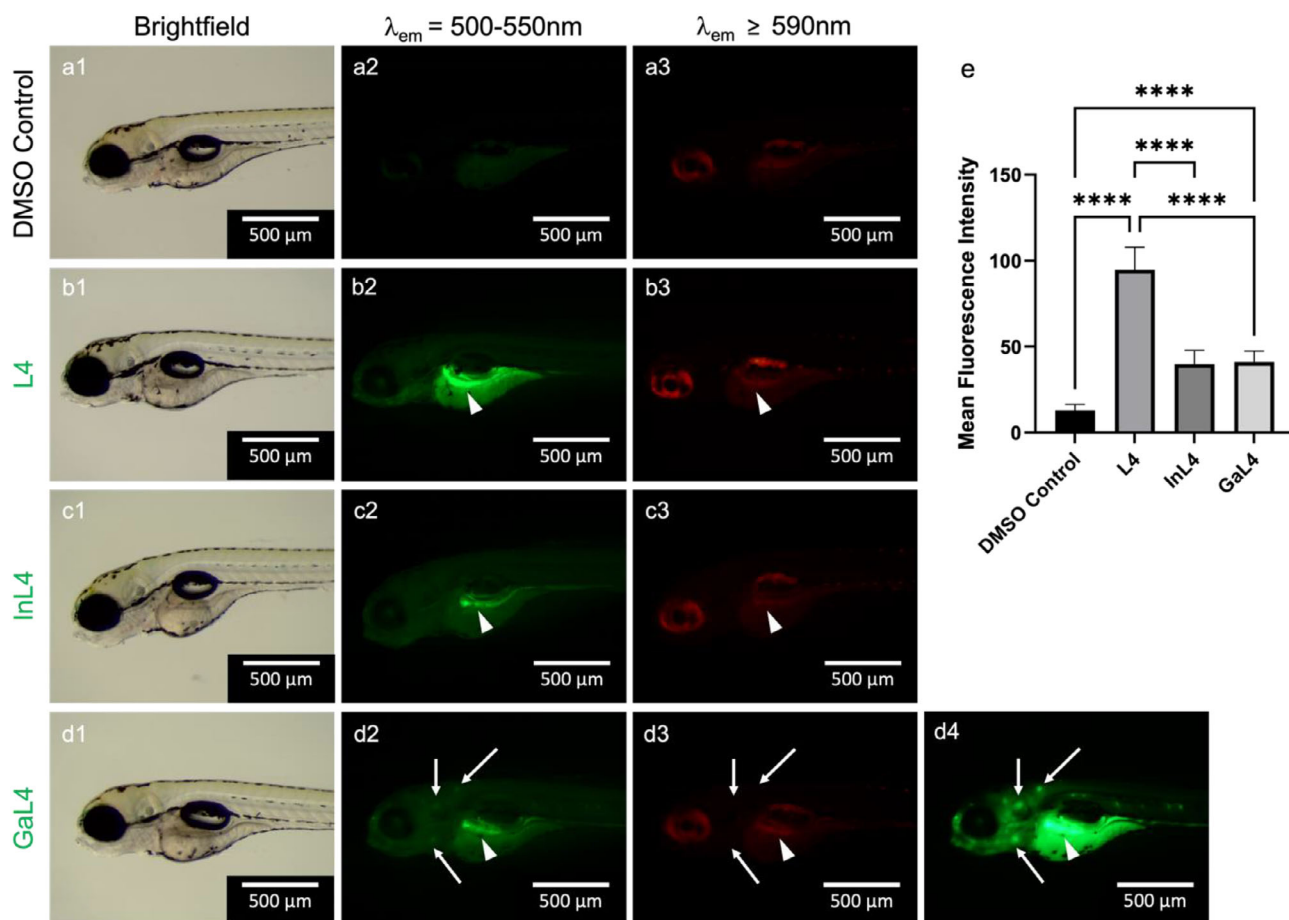 Brightfield
λem = 500-550nm
λem ≥ 590nm
DMSO Control
a1
500 µm
a2
500 µm
a3
500 µm
L4
b1
500 µm
b2
500 µm
b3
500 µm
InL4
c1
500 µm
c2
500 µm
c3
500 µm
GaL4
d1
500 µm
d2
500 µm
d3
500 µm
d4
500 µm
e
****
****
****
****
Mean Fluorescence Intensity
150
100
50
0
DMSO Control
L4
InL4
GaL4